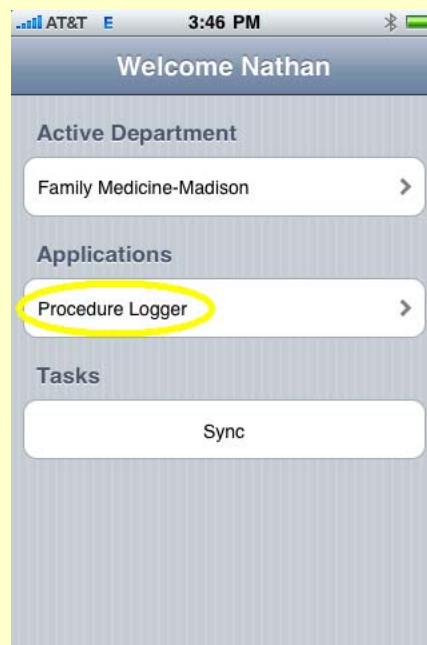 AT&T E 3:46 PM
Welcome Nathan
Active Department
Family Medicine-Madison
Applications
Procedure Logger
Tasks
Sync